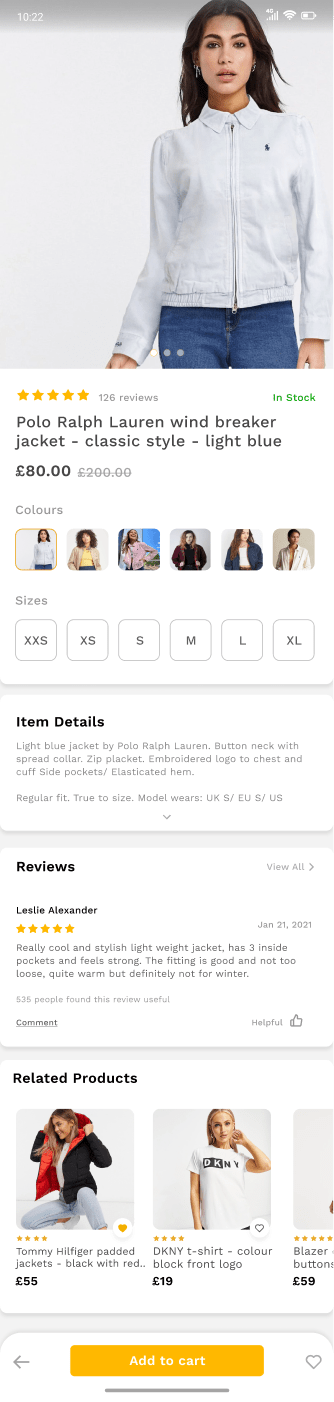 10:22
4G
126 reviews
In Stock
Polo Ralph Lauren wind breaker
jacket - classic style - light blue
£80.00 £200.00
Colours
Sizes
XXS XS S M L XL
Item Details
Light blue jacket by Polo Ralph Lauren. Button neck with
spread collar. Zip placket. Embroidered logo to chest and
cuff Side pockets/ Elasticated hem.
Regular fit. True to size. Model wears: UK S/ EU S/ US
Reviews
View All
Leslie Alexander
Jan 21, 2021
Really cool and stylish light weight jacket, has 3 inside
pockets and feels strong. The fitting is good and not too
loose, quite warm but definitely not for winter.
535 people found this review useful
Comment
Helpful
Related Products
DKNY
Tommy Hilfiger padded
jackets - black with red..
£55
DKNY t-shirt - colour
block front logo
£19
Blazer
buttons
£59
Add to cart